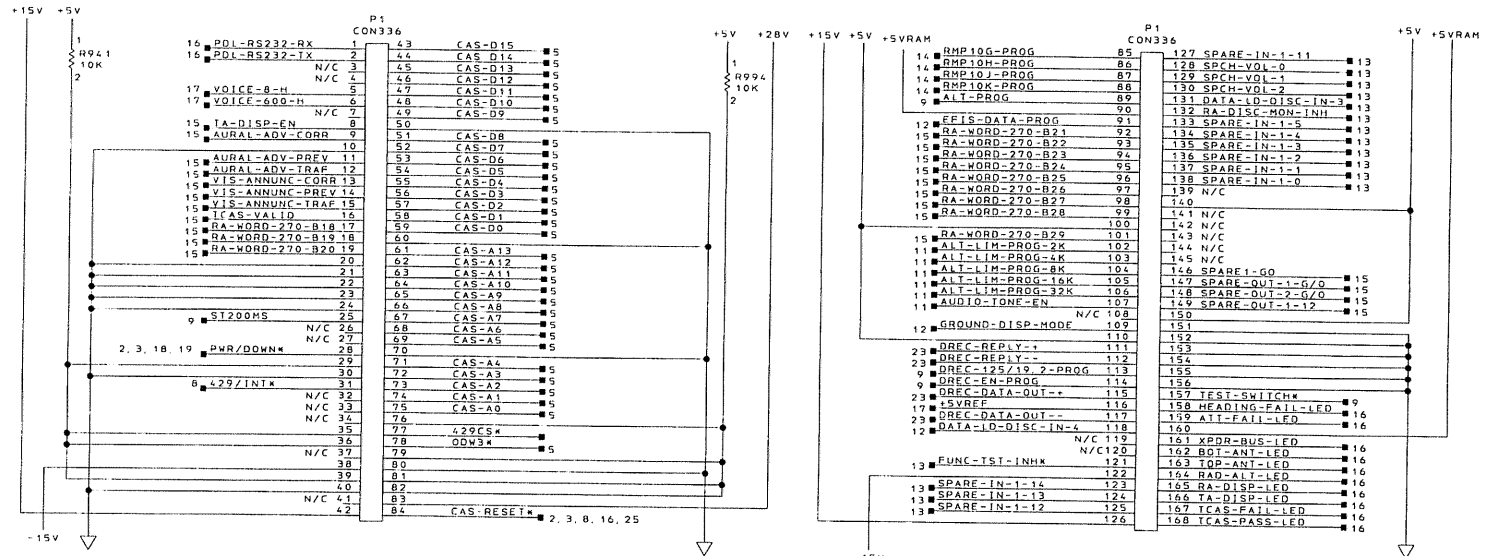 +15V +5V
P1
CON336
1
R941
10K
2
16 PDL-RS232-RX 1
16 PDL-RS232-TX 2
N/C 3
N/C 4
17 VOICE-8-H 5
17 VOICE-600-H 6
N/C 7
15 TA-DISP-EN 8
15 AURAL-ADV-CORR 9
10
15 AURAL-ADV-PREV 11
15 AURAL-ADV-TRAF 12
15 VIS-ANNUNC-CORR 13
15 VIS-ANNUNC-PREV 14
15 VIS-ANNUNC-TRAF 15
15 TCAS-VALID 16
15 RA-WORD-270-B18 17
15 RA-WORD-270-B19 18
15 RA-WORD-270-B20 19
20
21
22
23
24
9 ST200MS 25
N/C 26
N/C 27
2, 3, 18, 19 PWR/DOWN* 28
29
30
8 429/INT* 31
N/C 32
N/C 33
N/C 34
35
36
N/C 37
38
39
40
N/C 41
42
-15V
43 CAS-D15 5
44 CAS-D14 5
45 CAS-D13 5
46 CAS-D12 5
47 CAS-D11 5
48 CAS-D10 5
49 CAS-D9 5
50
51 CAS-D8 5
52 CAS-D7 5
53 CAS-D6 5
54 CAS-D5 5
55 CAS-D4 5
56 CAS-D3 5
57 CAS-D2 5
58 CAS-D1 5
59 CAS-D0 5
60
61 CAS-A13 5
62 CAS-A12 5
63 CAS-A11 5
64 CAS-A10 5
65 CAS-A9 5
66 CAS-A8 5
67 CAS-A7 5
68 CAS-A6 5
69 CAS-A5 5
70
71 CAS-A4 5
72 CAS-A3 5
73 CAS-A2 5
74 CAS-A1 5
75 CAS-A0 5
76
77 429CS*
78 ODW3* 5
79
80
81
82
83
84 CAS-RESET* 2, 3, 8, 16, 25
+5V +28V
1
R994
10K
2
+15V +5V +5VRAM
P1
CON336
14 RMP10G-PROG 85
14 RMP10H-PROG 86
14 RMP10J-PROG 87
14 RMP10K-PROG 88
9 ALT-PROG 89
90
12 EFIS-DATA-PROG 91
15 RA-WORD-270-B21 92
15 RA-WORD-270-B22 93
15 RA-WORD-270-B23 94
15 RA-WORD-270-B24 95
15 RA-WORD-270-B25 96
15 RA-WORD-270-B26 97
15 RA-WORD-270-B27 98
15 RA-WORD-270-B28 99
100
15 RA-WORD-270-B29 101
11 ALT-LIM-PROG-2K 102
11 ALT-LIM-PROG-4K 103
11 ALT-LIM-PROG-8K 104
11 ALT-LIM-PROG-16K 105
11 ALT-LIM-PROG-32K 106
11 AUDIO-TONE-EN 107
N/C 108
12 GROUND-DISP-MODE 109
110
23 DREC-REPLY-+ 111
23 DREC-REPLY-- 112
9 DREC-125/19.2-PROG 113
9 DREC-EN-PROG 114
23 DREC-DATA-OUT-+ 115
17 +5VREF 116
23 DREC-DATA-OUT-- 117
12 DATA-LD-DISC-IN-4 118
N/C 119
N/C 120
13 FUNC-TST-INH* 121
122
13 SPARE-IN-1-14 123
13 SPARE-IN-1-13 124
13 SPARE-IN-1-12 125
126
127 SPARE-IN-1-11 13
128 SPCH-VOL-0 13
129 SPCH-VOL-1 13
130 SPCH-VOL-2 13
131 DATA-LD-DISC-IN-3 13
132 RA-DISC-MON-INH 13
133 SPARE-IN-1-5 13
134 SPARE-IN-1-4 13
135 SPARE-IN-1-3 13
136 SPARE-IN-1-2 13
137 SPARE-IN-1-1 13
138 SPARE-IN-1-0 13
139 N/C
140
141 N/C
142 N/C
143 N/C
144 N/C
145 N/C
146 SPARE1-GO 15
147 SPARE-OUT-1-G/O 15
148 SPARE-OUT-2-G/O 15
149 SPARE-OUT-1-12 15
150
151
152
153
154
155
156
157 TEST-SWITCH* 9
158 HEADING-FAIL-LED 16
159 ATT-FAIL-LED 16
160
161 XPDR-BUS-LED 16
162 BOT-ANT-LED 16
163 TOP-ANT-LED 16
164 RAD-ALT-LED 16
165 RA-DISP-LED 16
166 TA-DISP-LED 16
167 TCAS-FAIL-LED 16
168 TCAS-PASS-LED 16
+5V +5VRAM